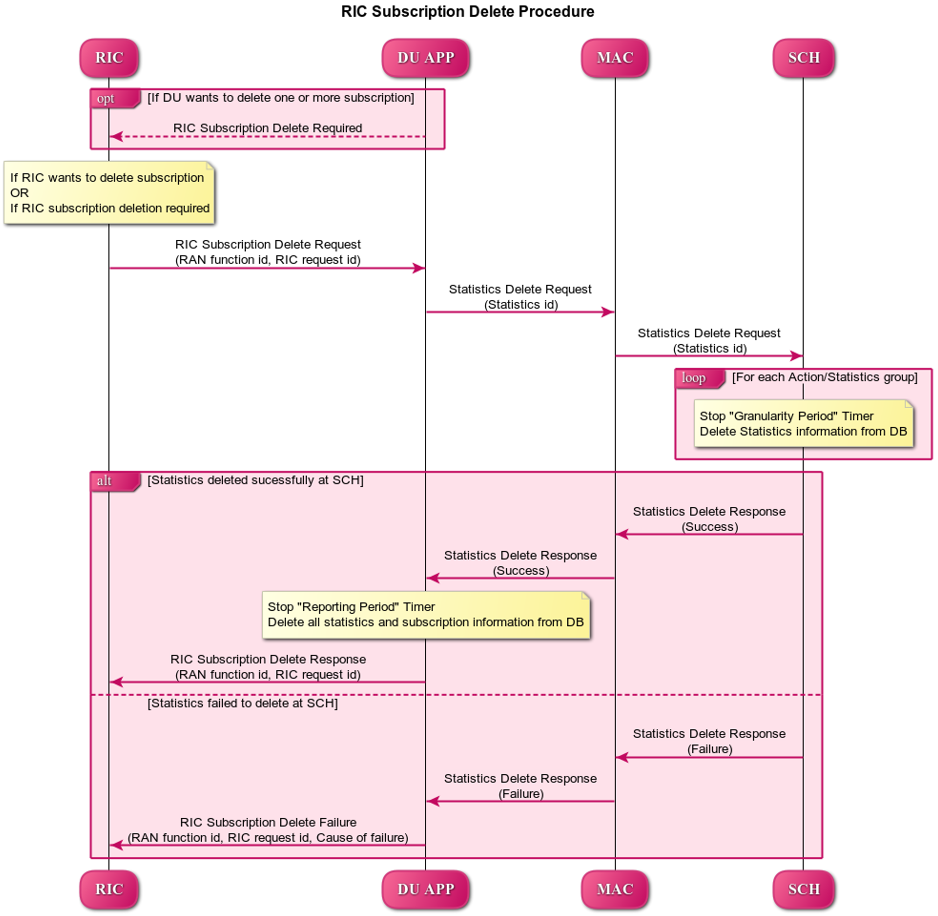 RIC Subscription Delete Procedure
RIC
DU APP
MAC
SCH
opt
[If DU wants to delete one or more subscription]
RIC Subscription Delete Required
If RIC wants to delete subscription
OR
If RIC subscription deletion required
RIC Subscription Delete Request
(RAN function id, RIC request id)
Statistics Delete Request
(Statistics id)
Statistics Delete Request
(Statistics id)
loop
[For each Action/Statistics group]
Stop "Granularity Period" Timer
Delete Statistics information from DB
alt
[Statistics deleted sucessfully at SCH]
Statistics Delete Response
(Success)
Statistics Delete Response
(Success)
Stop "Reporting Period" Timer
Delete all statistics and subscription information from DB
RIC Subscription Delete Response
(RAN function id, RIC request id)
[Statistics failed to delete at SCH]
Statistics Delete Response
(Failure)
Statistics Delete Response
(Failure)
RIC Subscription Delete Failure
(RAN function id, RIC request id, Cause of failure)
RIC
DU APP
MAC
SCH